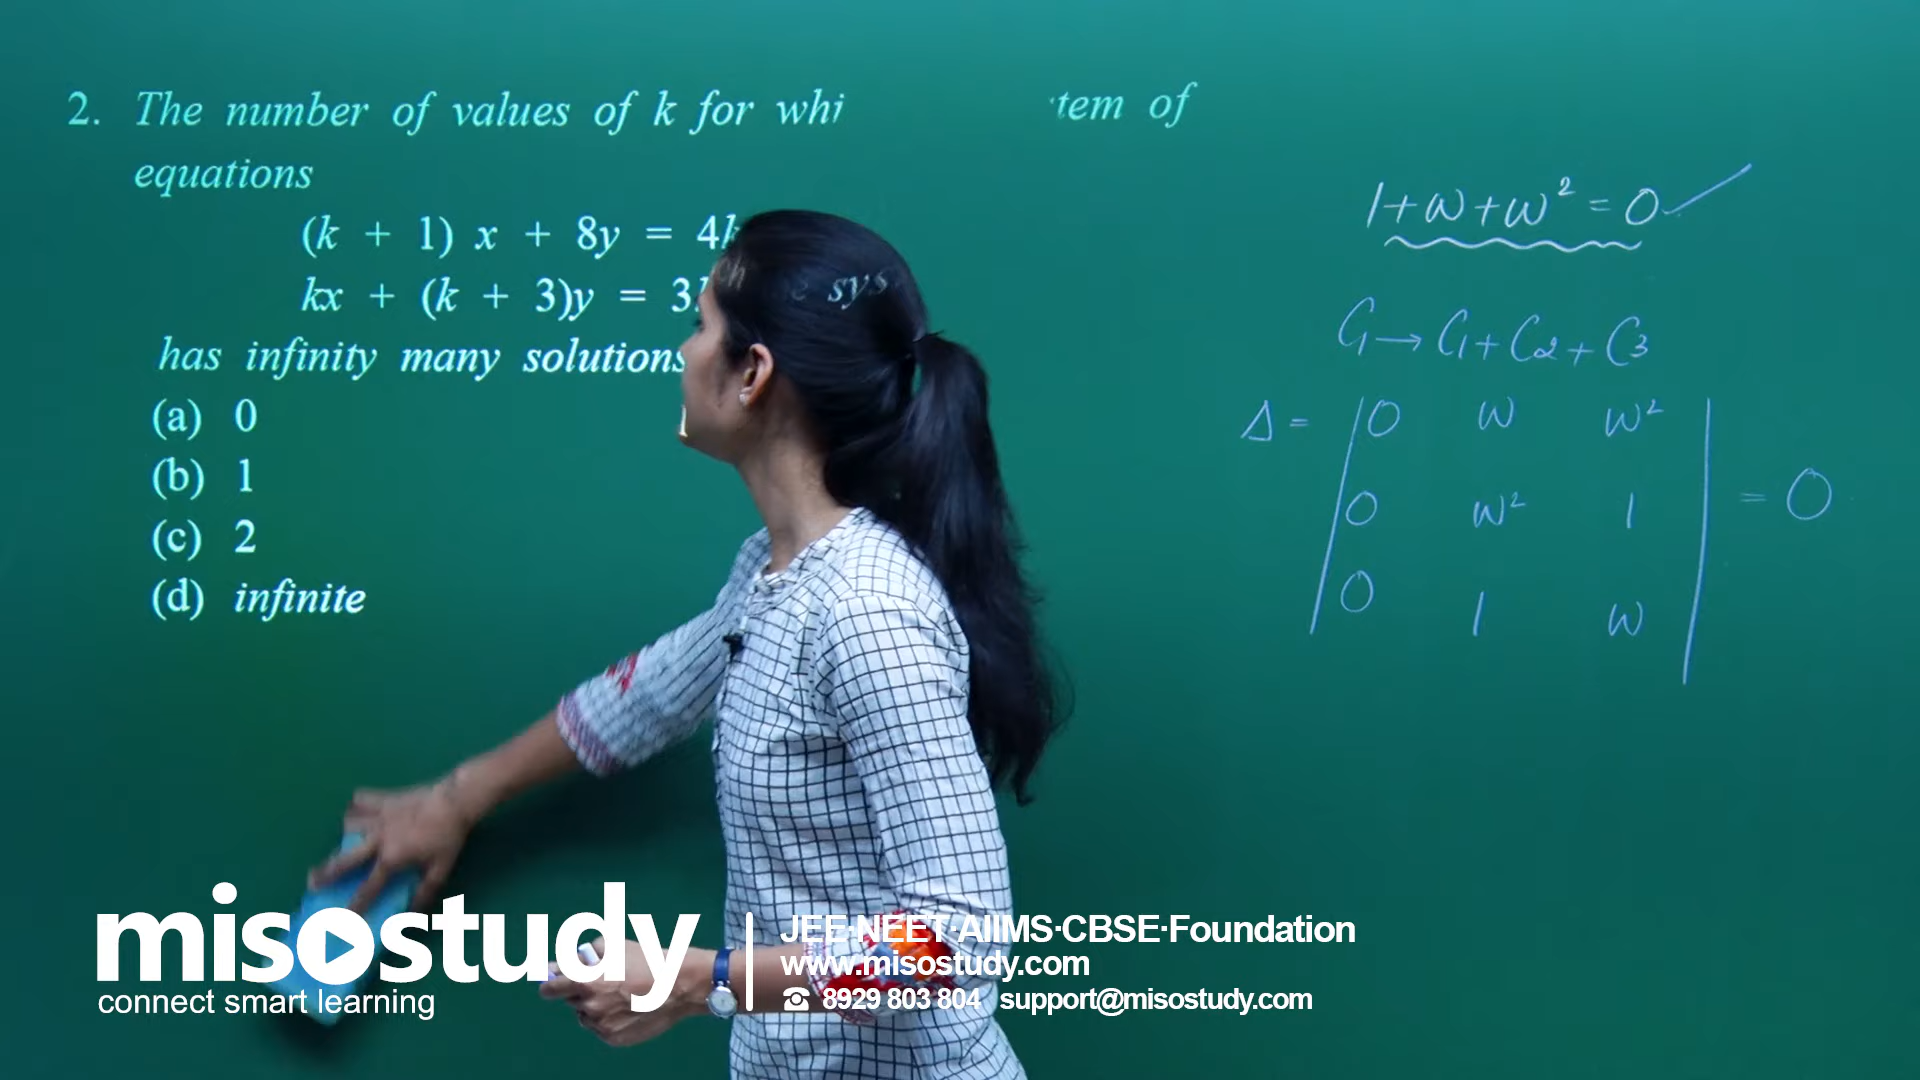 2. The number of values of k for whi e sys tem of
equations
(k + 1) x + 8y = 4k
kx + (k + 3)y = 3
has infinity many solutions
(a) 0
(b) 1
(c) 2
(d) infinite
1+ω+ω² = 0
C₁→ C₁+ C₂+ C₃
Δ = | 0 ω ω² |
| 0 ω² 1 | = 0
| 0 1 ω |
misostudy
connect smart learning
JEE·NEET·AIIMS·CBSE·Foundation
www.misostudy.com
☎ 8929 803 804 support@misostudy.com